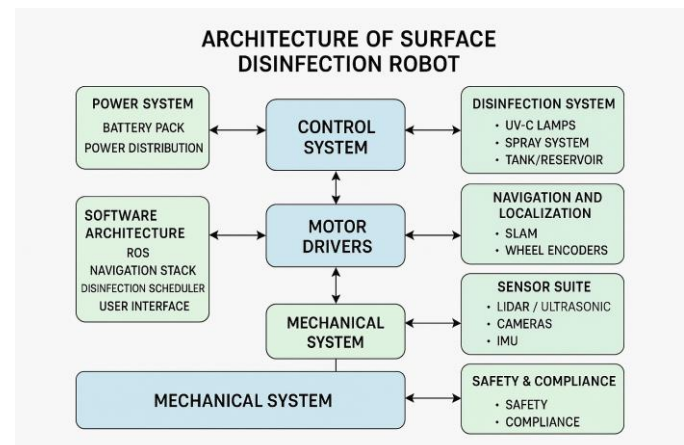 ARCHITECTURE OF SURFACE
DISINFECTION ROBOT
POWER SYSTEM
BATTERY PACK
POWER DISTRIBUTION
CONTROL
SYSTEM
DISINFECTION SYSTEM
• UV-C LAMPS
• SPRAY SYSTEM
• TANK/RESERVOIR
SOFTWARE
ARCHITECTURE
ROS
NAVIGATION STACK
DISINFECTION SCHEDULER
USER INTERFACE
MOTOR
DRIVERS
NAVIGATION AND
LOCALIZATION
• SLAM
• WHEEL ENCODERS
MECHANICAL
SYSTEM
SENSOR SUITE
• LIDAR / ULTRASONIC
• CAMERAS
• IMU
MECHANICAL SYSTEM
SAFETY & COMPLIANCE
• SAFETY
• COMPLIANCE